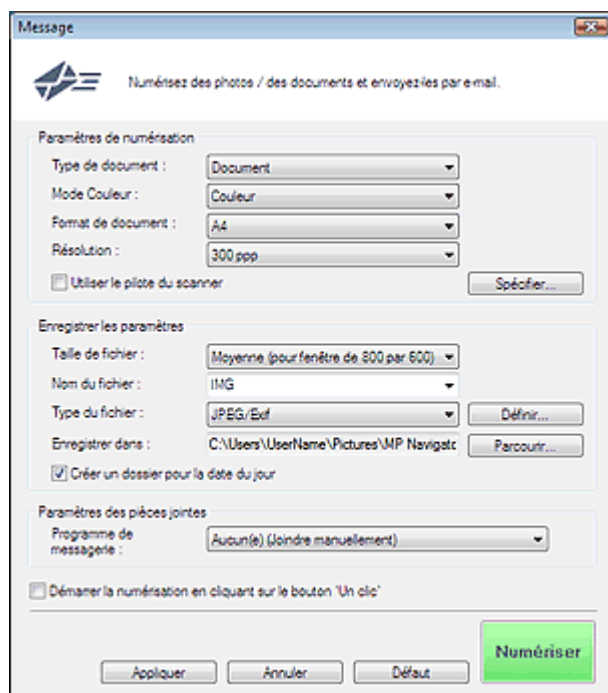 Message
Numérisez des photos / des documents et envoyez-les par e-mail.
Paramètres de numérisation
Type de document :
Document
Mode Couleur :
Couleur
Format de document :
A4
Résolution :
300 ppp
Utiliser le pilote du scanner
Spécifier...
Enregistrer les paramètres
Taille de fichier :
Moyenne (pour fenêtre de 800 par 600)
Nom du fichier :
IMG
Type du fichier :
JPEG/Exif
Définir...
Enregistrer dans :
C:\Users\UserName\Pictures\MP Navigato
Parcourir...
Créer un dossier pour la date du jour
Paramètres des pièces jointes
Programme de
messagerie :
Aucun(e) (Joindre manuellement)
Démarrer la numérisation en cliquant sur le bouton 'Un clic'
Numériser
Appliquer
Annuler
Défaut